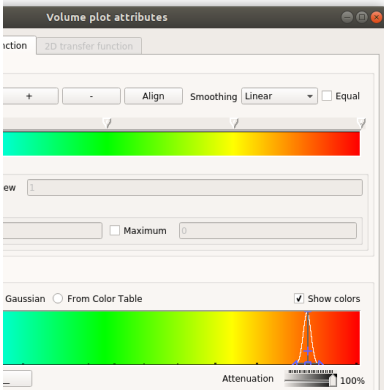 Volume plot attributes
nction 2D transfer function
+ - Align Smoothing Linear Equal
ew 1
Maximum 0
Gaussian From Color Table Show colors
Attenuation 100%